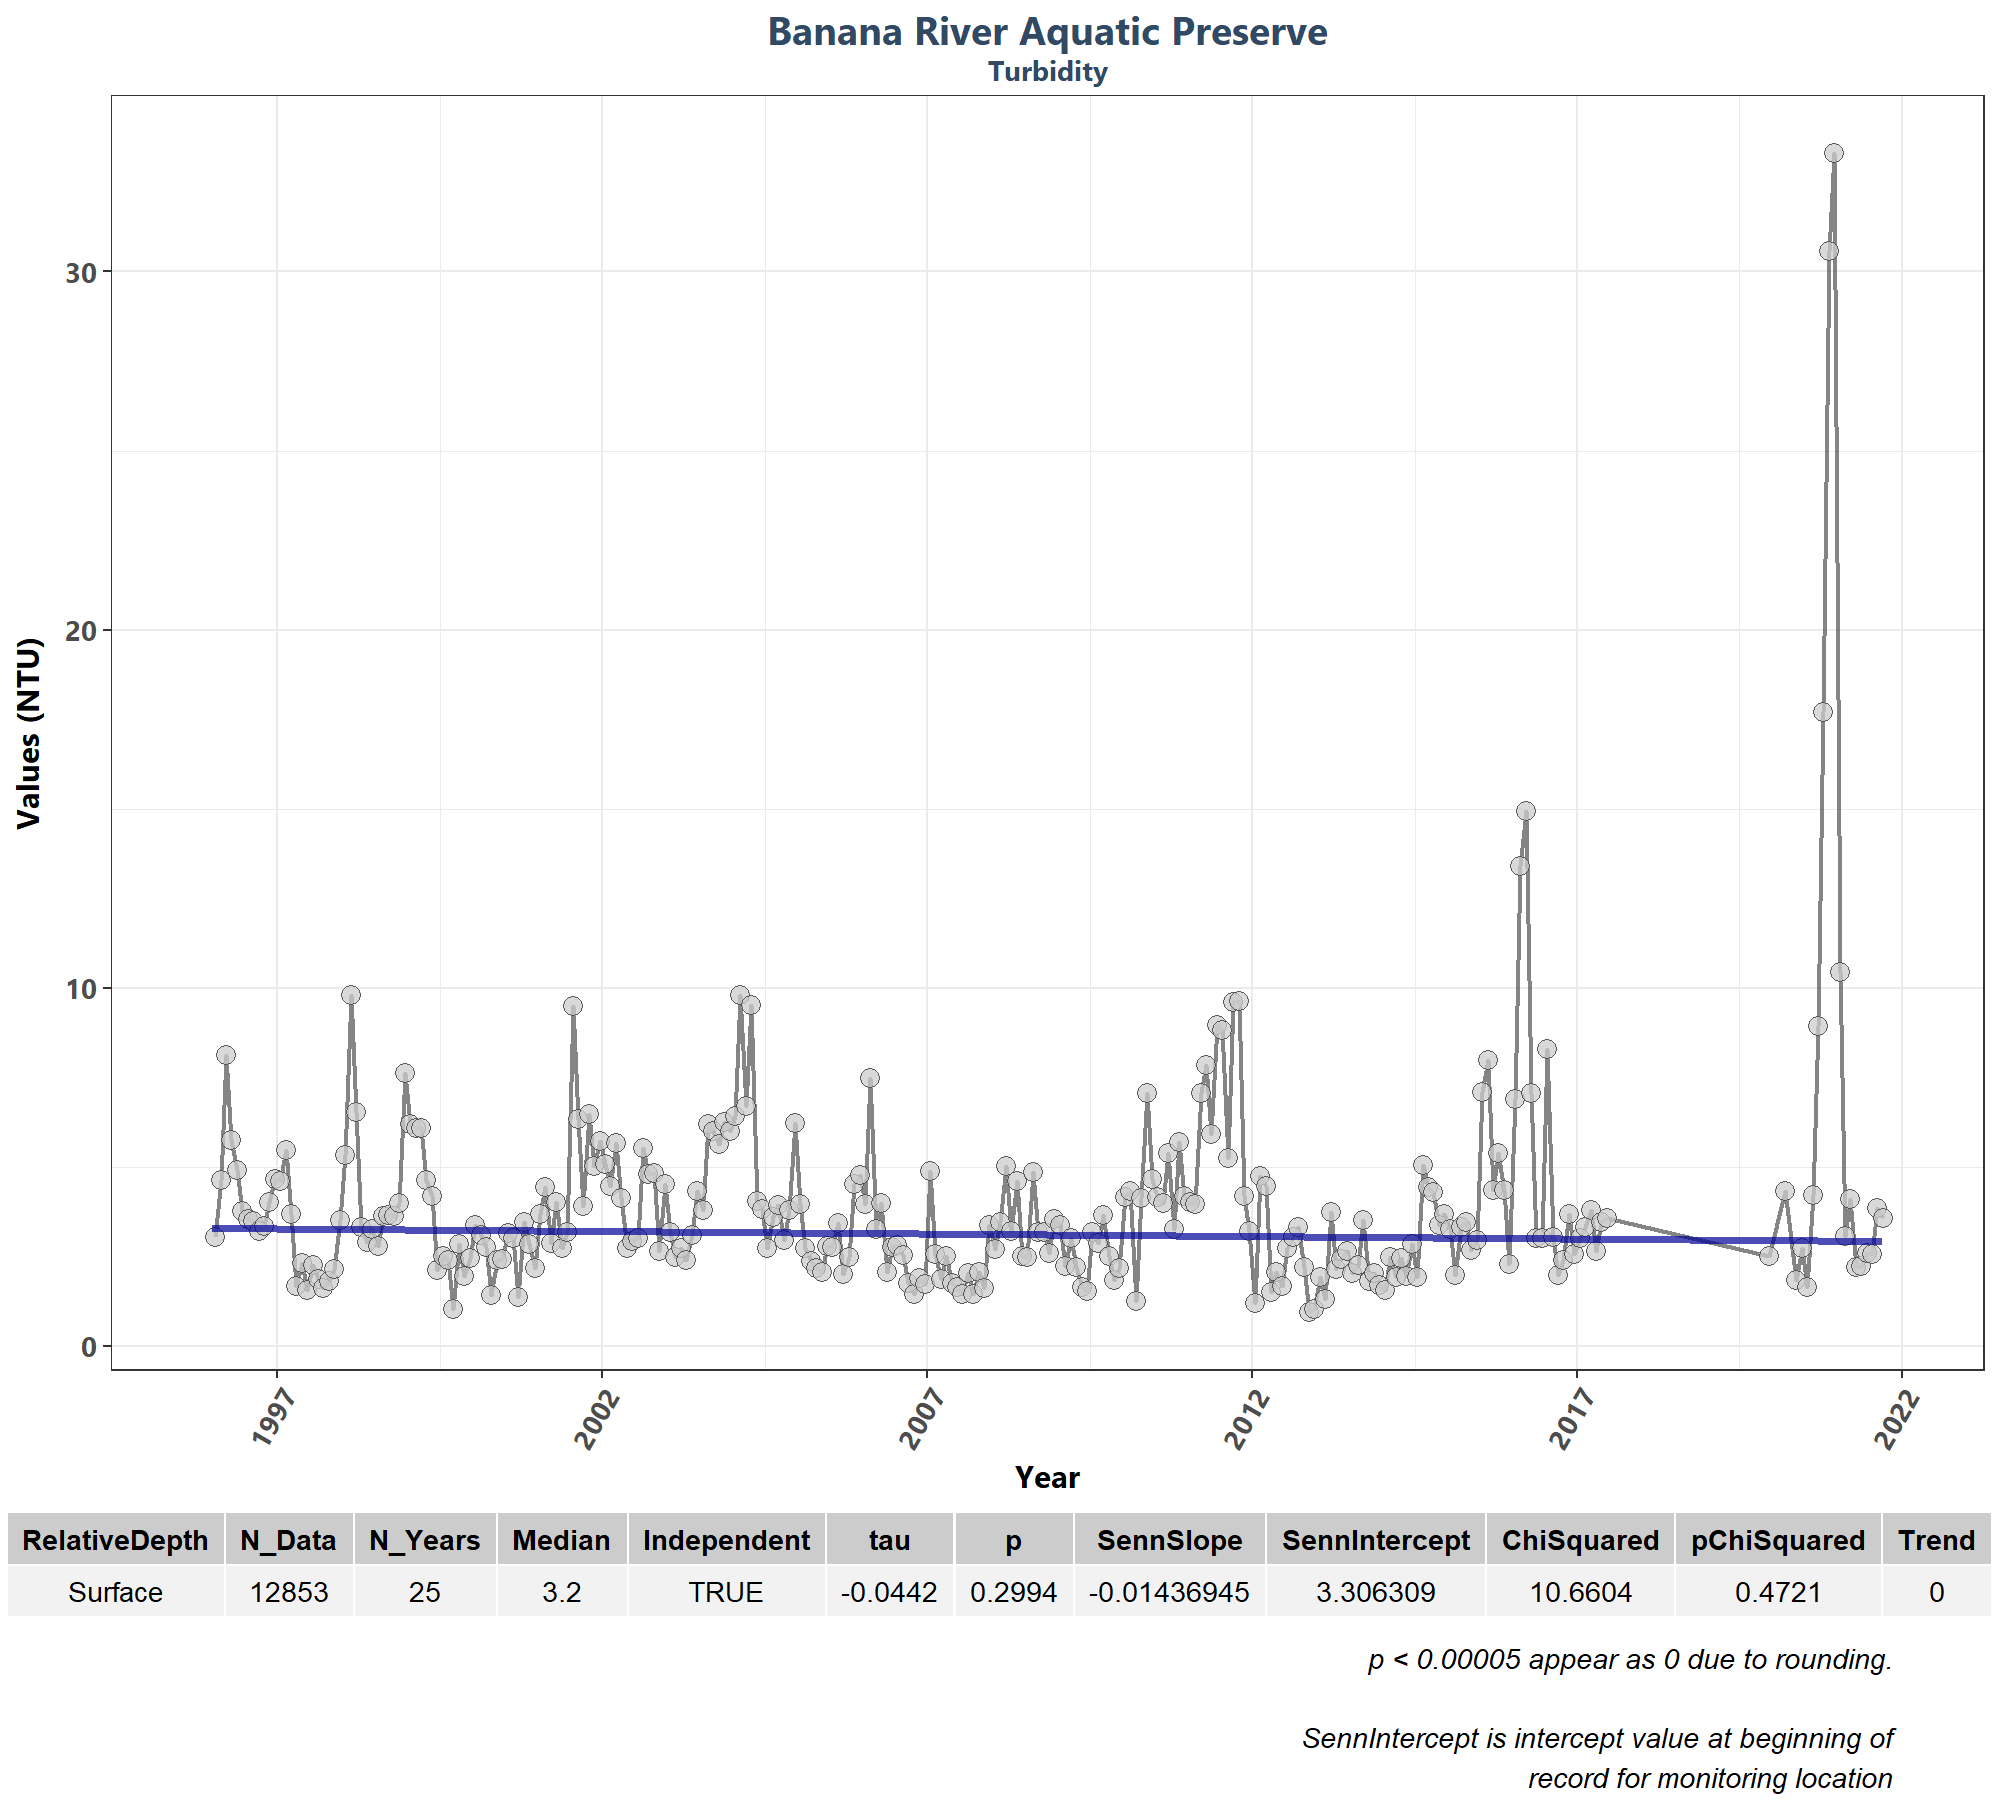 Banana River Aquatic Preserve
Turbidity
Values (NTU)
30
20
10
0
1997 2002 2007 2012 2017 2022
Year
RelativeDepth N_Data N_Years Median Independent tau p SennSlope SennIntercept ChiSquared pChiSquared Trend
Surface 12853 25 3.2 TRUE -0.0442 0.2994 -0.01436945 3.306309 10.6604 0.4721 0
p < 0.00005 appear as 0 due to rounding.
SennIntercept is intercept value at beginning of
record for monitoring location